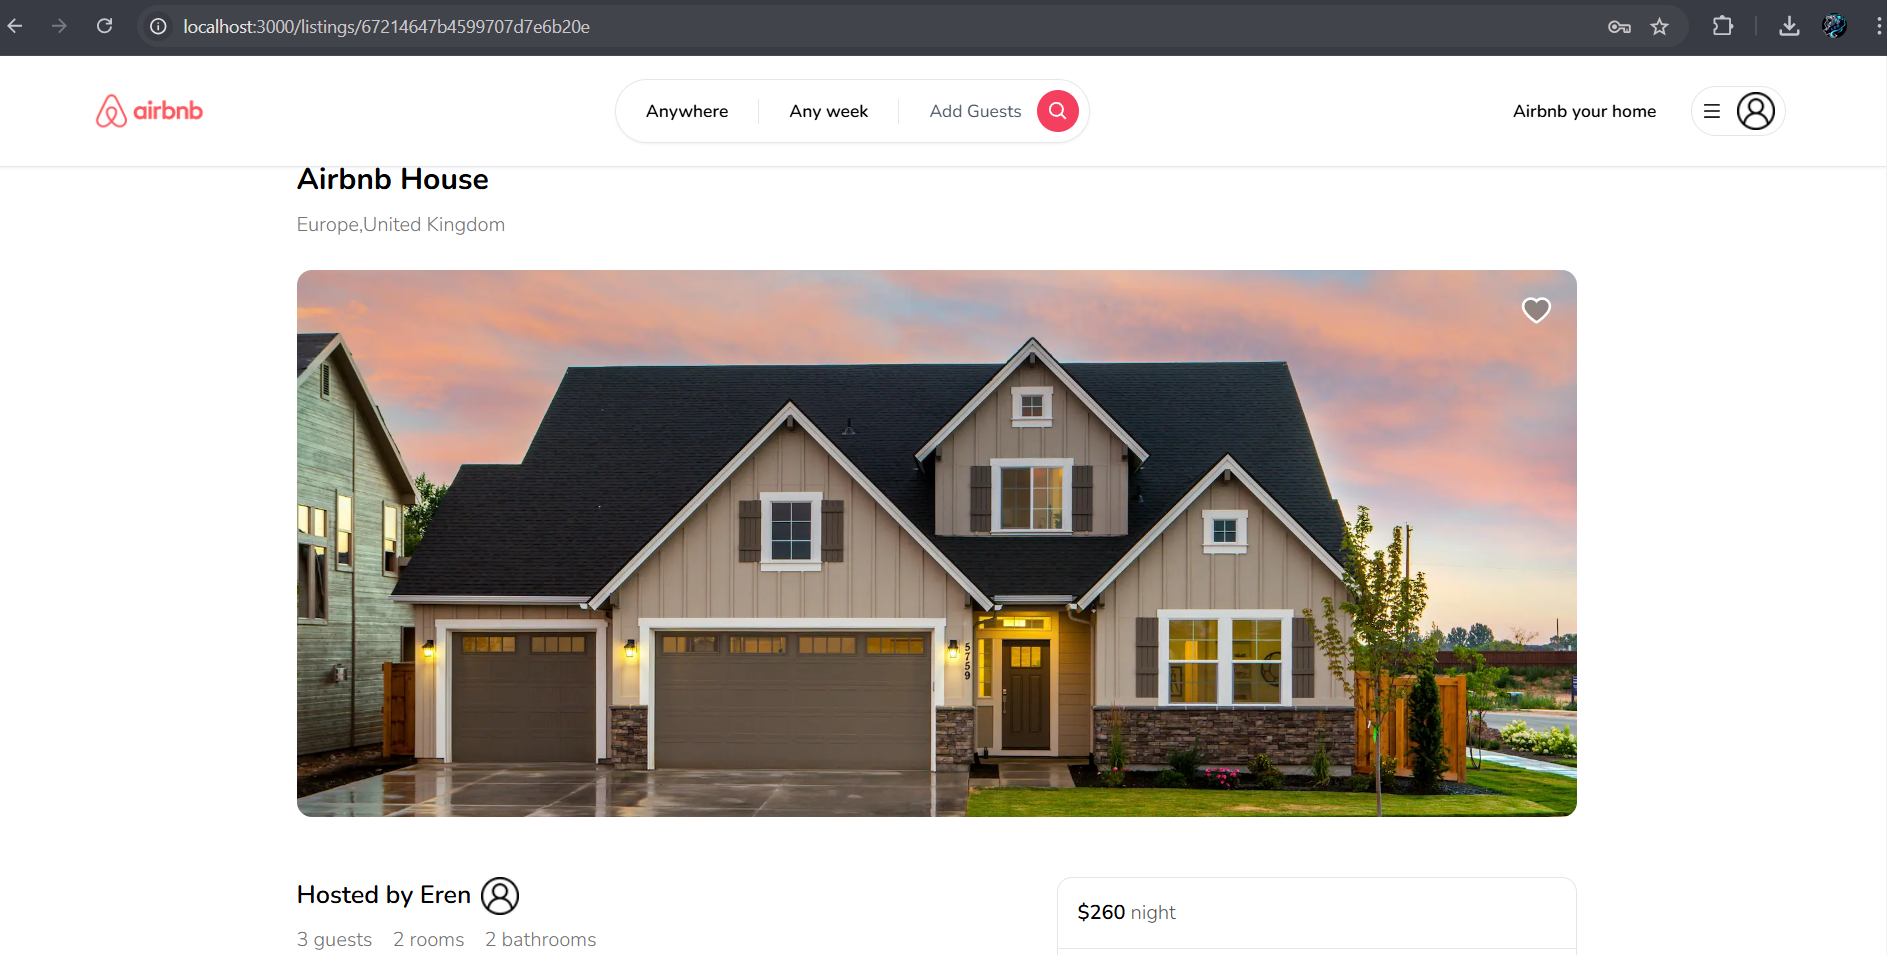 localhost:3000/listings/67214647b4599707d7e6b20e
airbnb
Anywhere
Any week
Add Guests
Airbnb your home
Airbnb House
Europe,United Kingdom
5759
Hosted by Eren
3 guests 2 rooms 2 bathrooms
$260 night